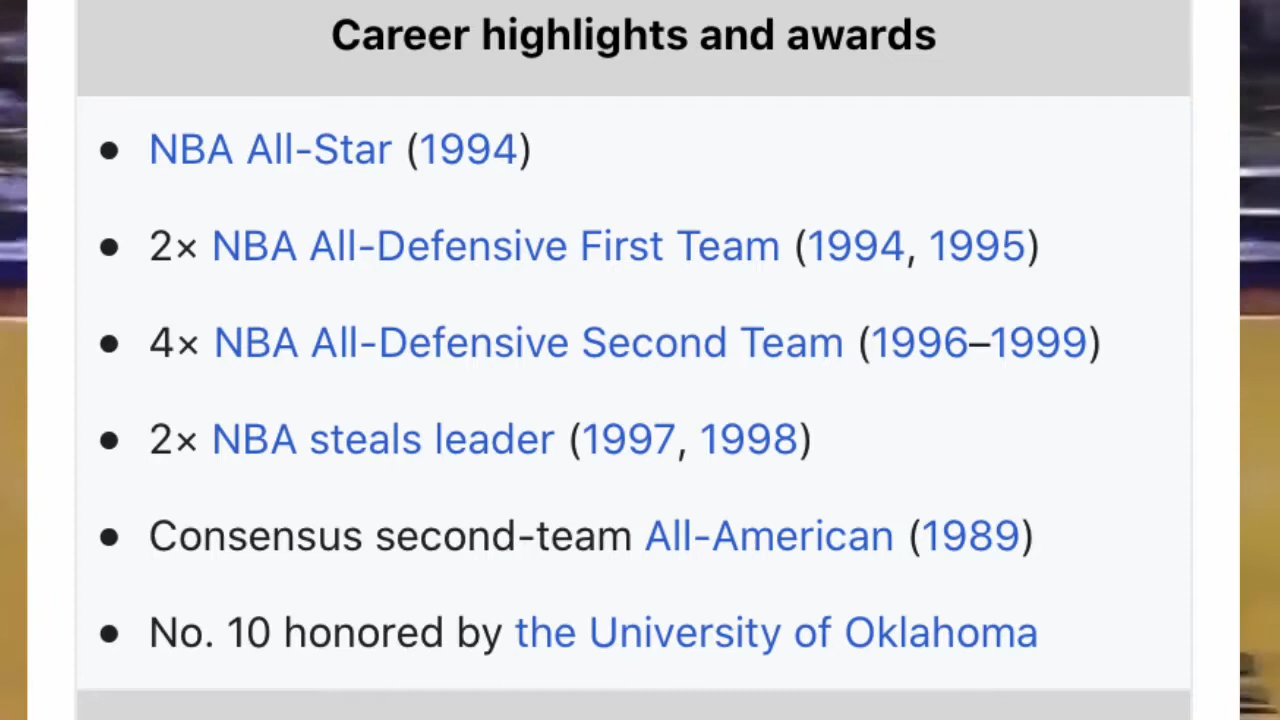 Career highlights and awards
• NBA All-Star (1994)
• 2× NBA All-Defensive First Team (1994, 1995)
• 4× NBA All-Defensive Second Team (1996–1999)
• 2× NBA steals leader (1997, 1998)
• Consensus second-team All-American (1989)
• No. 10 honored by the University of Oklahoma